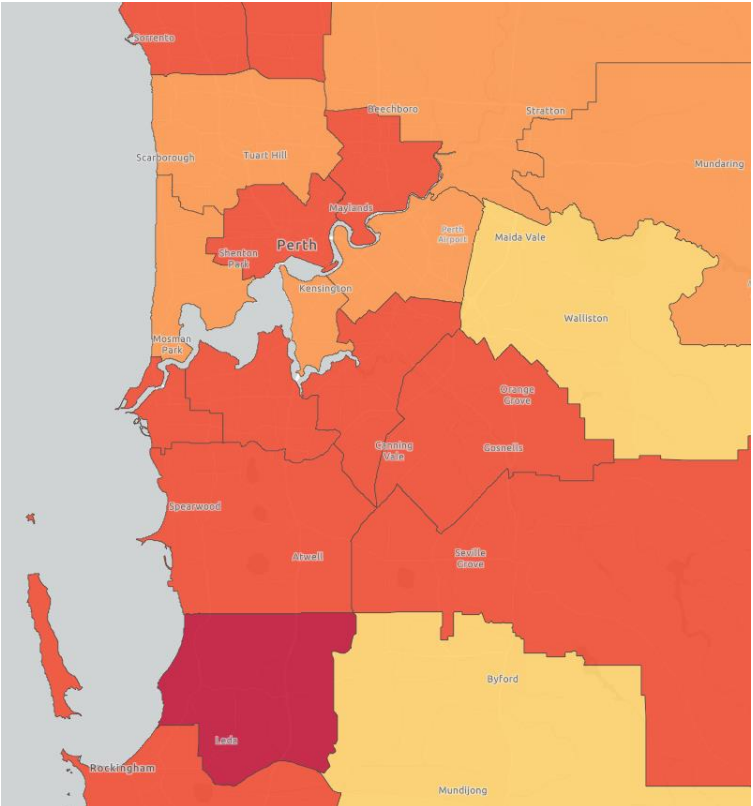 Sorrento
Beechboro
Stratton
Scarborough
Tuart Hill
Mundaring
Maylands
Perth
Perth
Airport
Maida Vale
Shenton
Park
Kensington
Walliston
Mosman
Park
Orange
Grove
Canning
Vale
Gosnells
Spearwood
Atwell
Seville
Grove
Byford
Leda
Rockingham
Mundijong